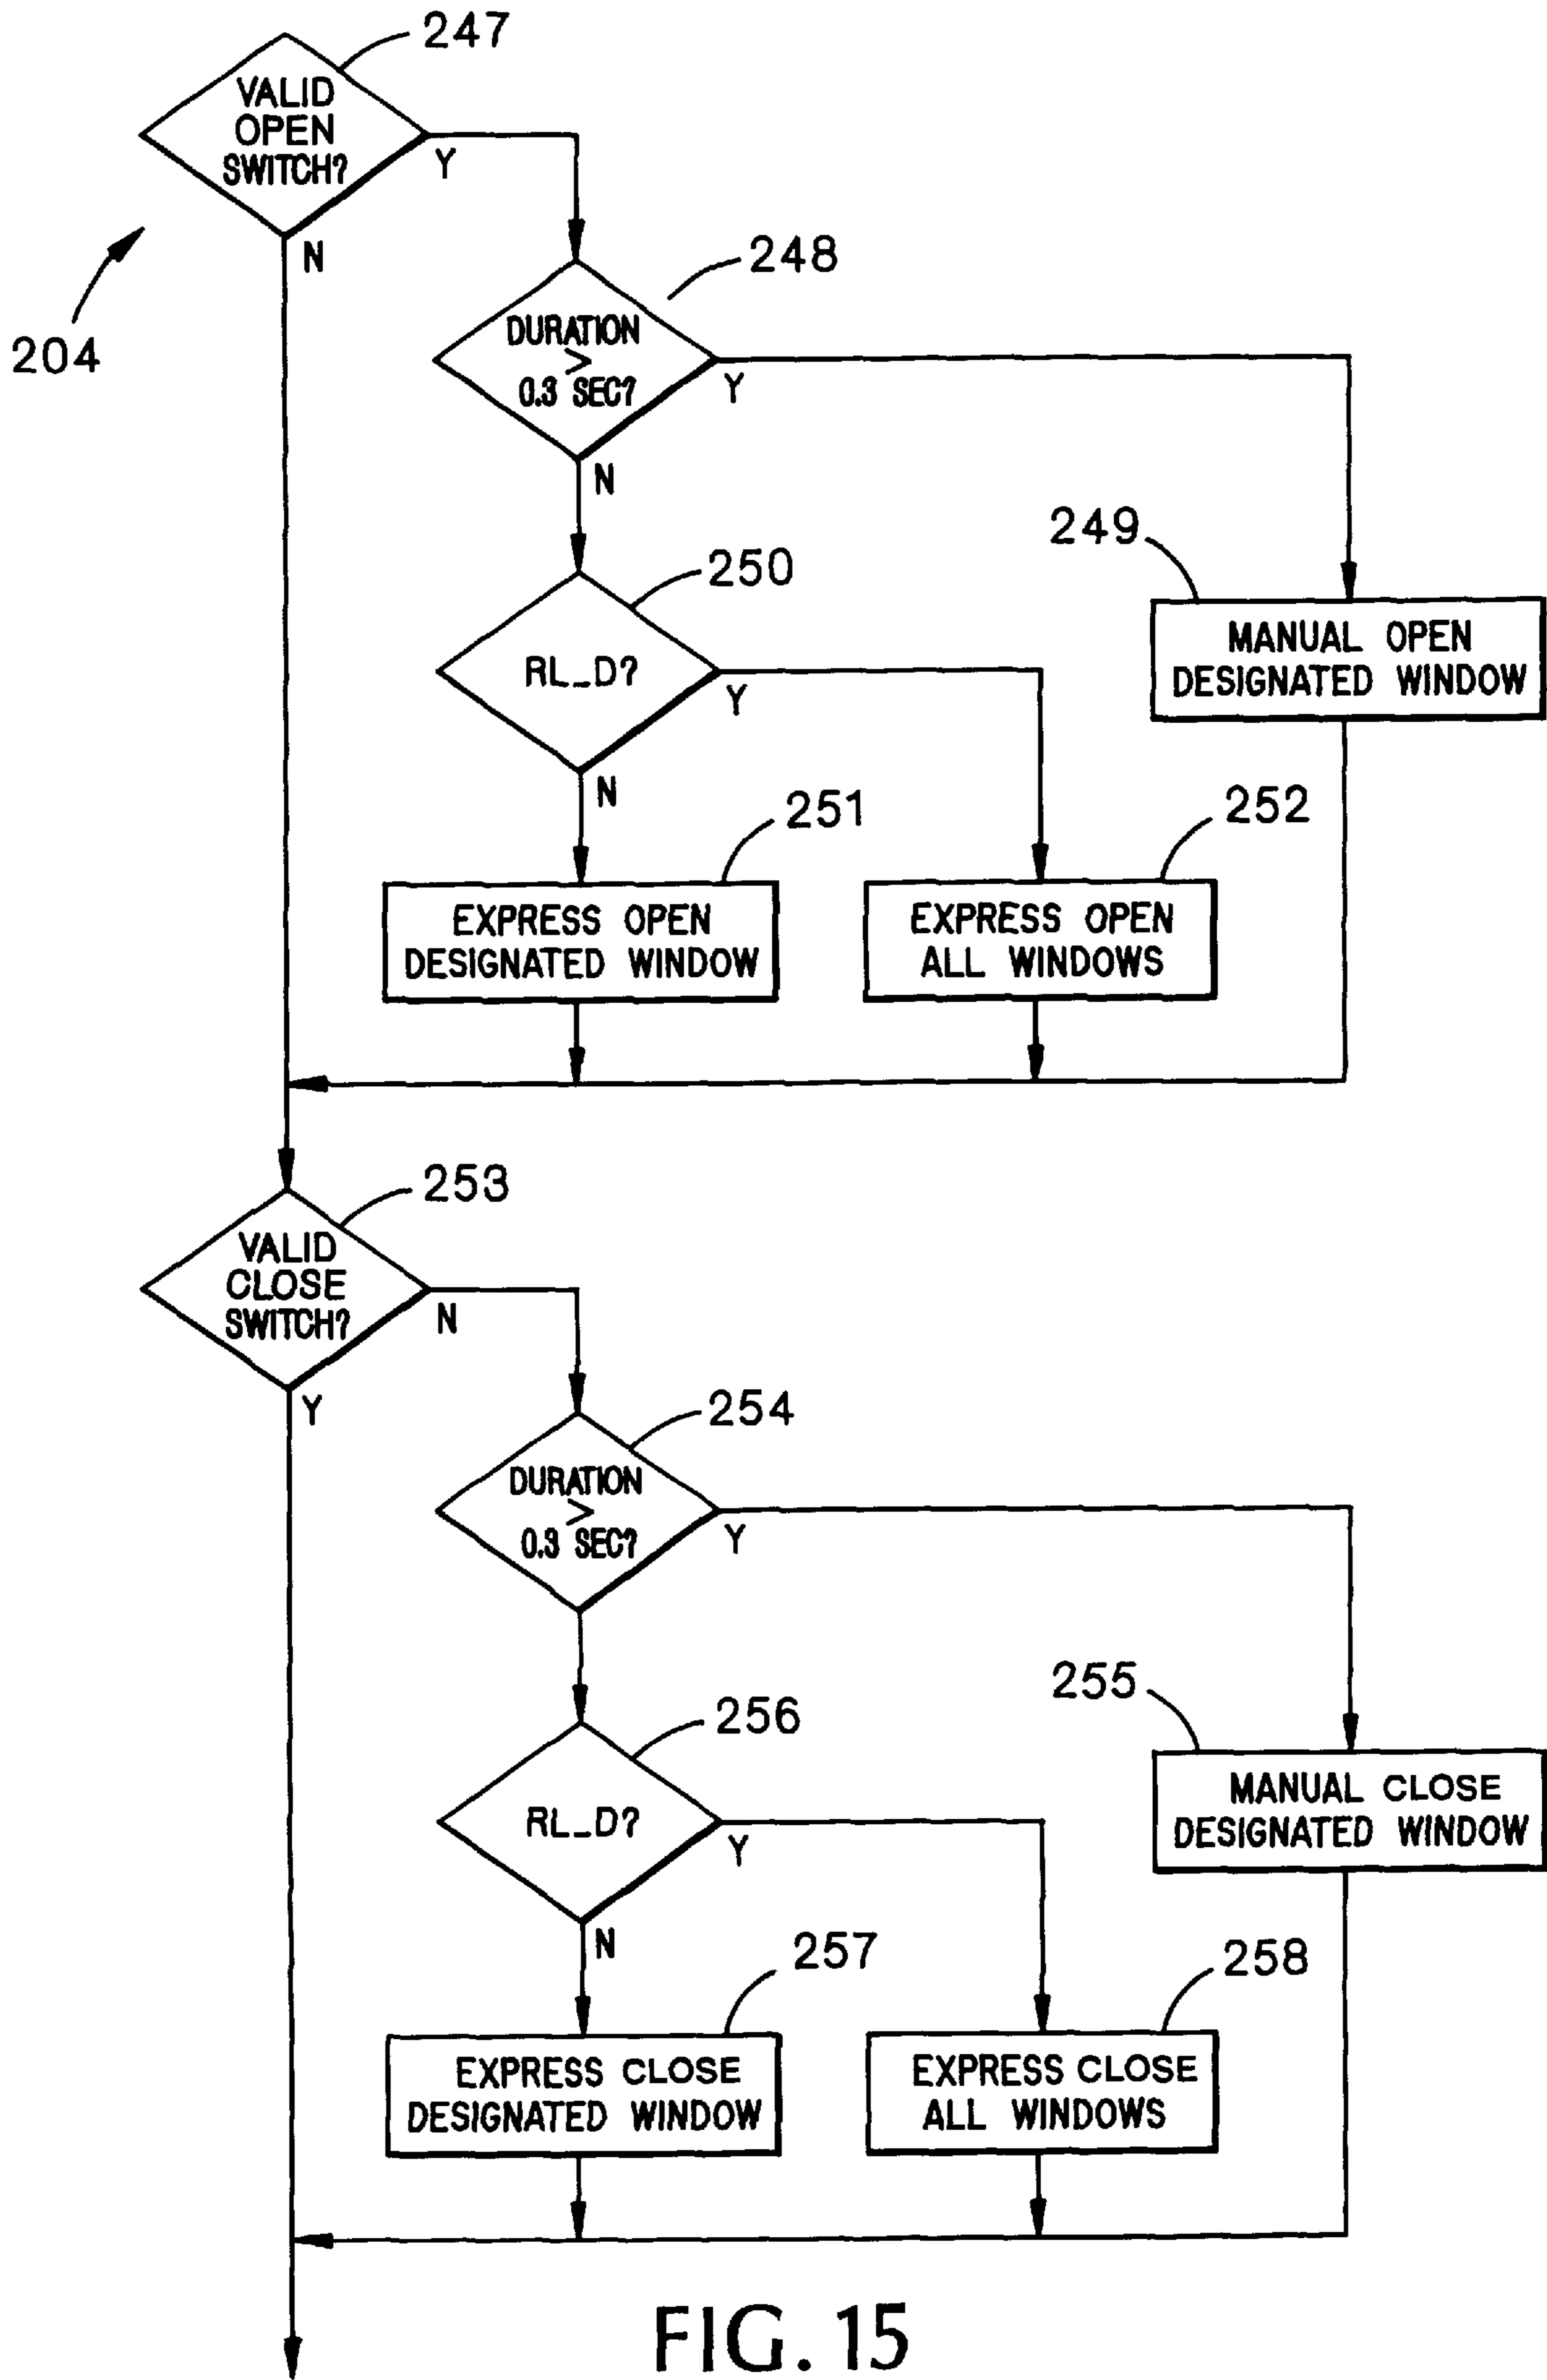 247
VALID
OPEN
SWITCH?
Y
N
204
248
DURATION
>
0.3 SEC?
Y
N
249
MANUAL OPEN
DESIGNATED WINDOW
250
RL_D?
Y
N
251
EXPRESS OPEN
DESIGNATED WINDOW
252
EXPRESS OPEN
ALL WINDOWS
253
VALID
CLOSE
SWITCH?
N
Y
254
DURATION
>
0.3 SEC?
Y
255
MANUAL CLOSE
DESIGNATED WINDOW
256
RL_D?
Y
N
257
EXPRESS CLOSE
DESIGNATED WINDOW
258
EXPRESS CLOSE
ALL WINDOWS
FIG. 15